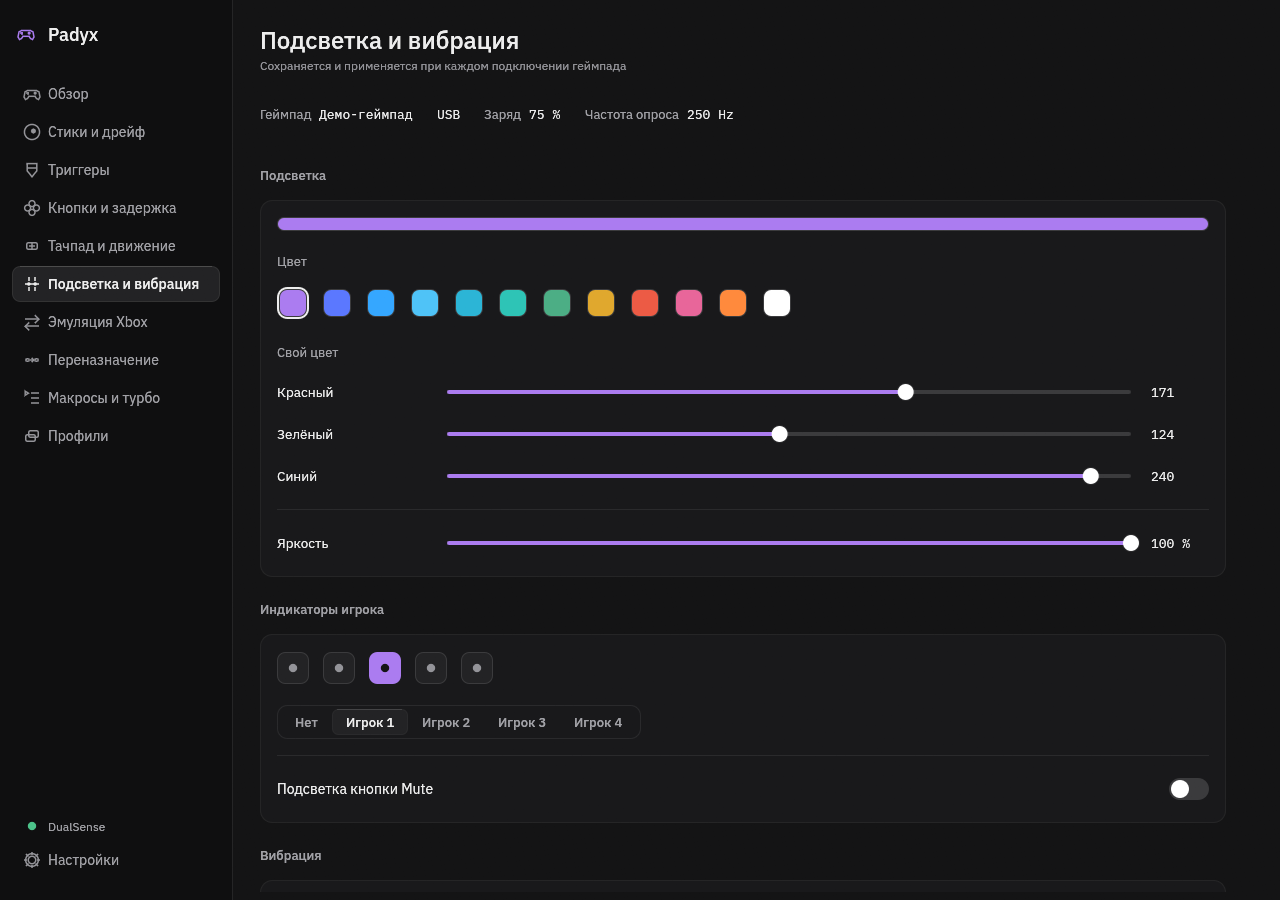 Padyx
Обзор
Стики и дрейф
Триггеры
Кнопки и задержка
Тачпад и движение
Подсветка и вибрация
Эмуляция Xbox
Переназначение
Макросы и турбо
Профили
DualSense
Настройки
Подсветка и вибрация
Сохраняется и применяется при каждом подключении геймпада
Геймпад Демо-геймпад USB Заряд 75 % Частота опроса 250 Hz
Подсветка
Цвет
Свой цвет
Красный 171
Зелёный 124
Синий 240
Яркость 100 %
Индикаторы игрока
Нет Игрок 1 Игрок 2 Игрок 3 Игрок 4
Подсветка кнопки Mute
Вибрация